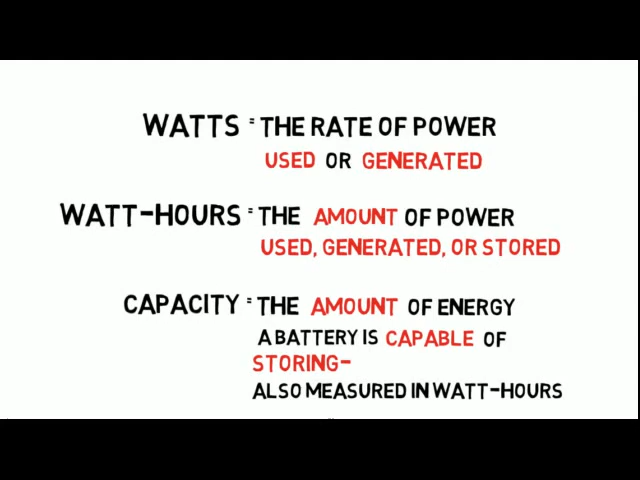 WATTS = THE RATE OF POWER
USED OR GENERATED
WATT-HOURS = THE AMOUNT OF POWER
USED, GENERATED, OR STORED
CAPACITY = THE AMOUNT OF ENERGY
A BATTERY IS CAPABLE OF
STORING-
ALSO MEASURED IN WATT-HOURS